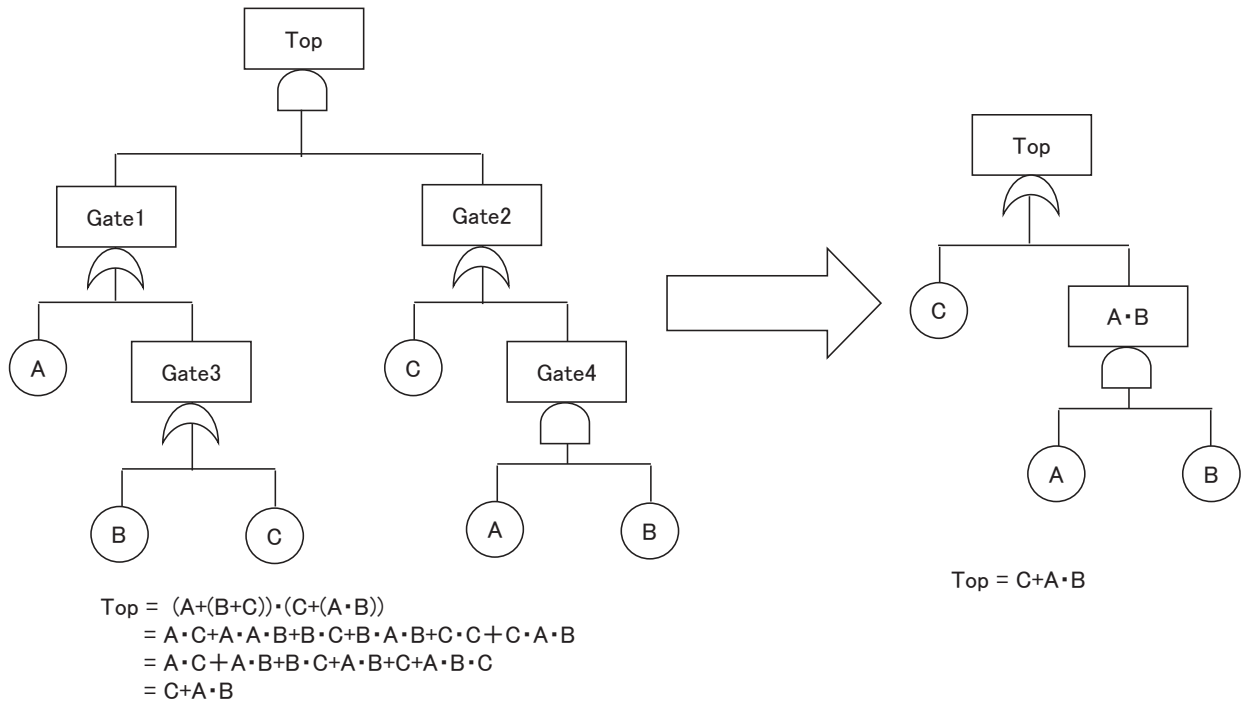 Top
Gate1
Gate2
A
Gate3
C
Gate4
B
C
A
B
Top = (A+(B+C))･(C+(A･B))
= A･C+A･A･B+B･C+B･A･B+C･C＋C･A･B
= A･C＋A･B+B･C+A･B+C+A･B･C
= C+A･B
Top
C
A･B
A
B
Top = C+A･B